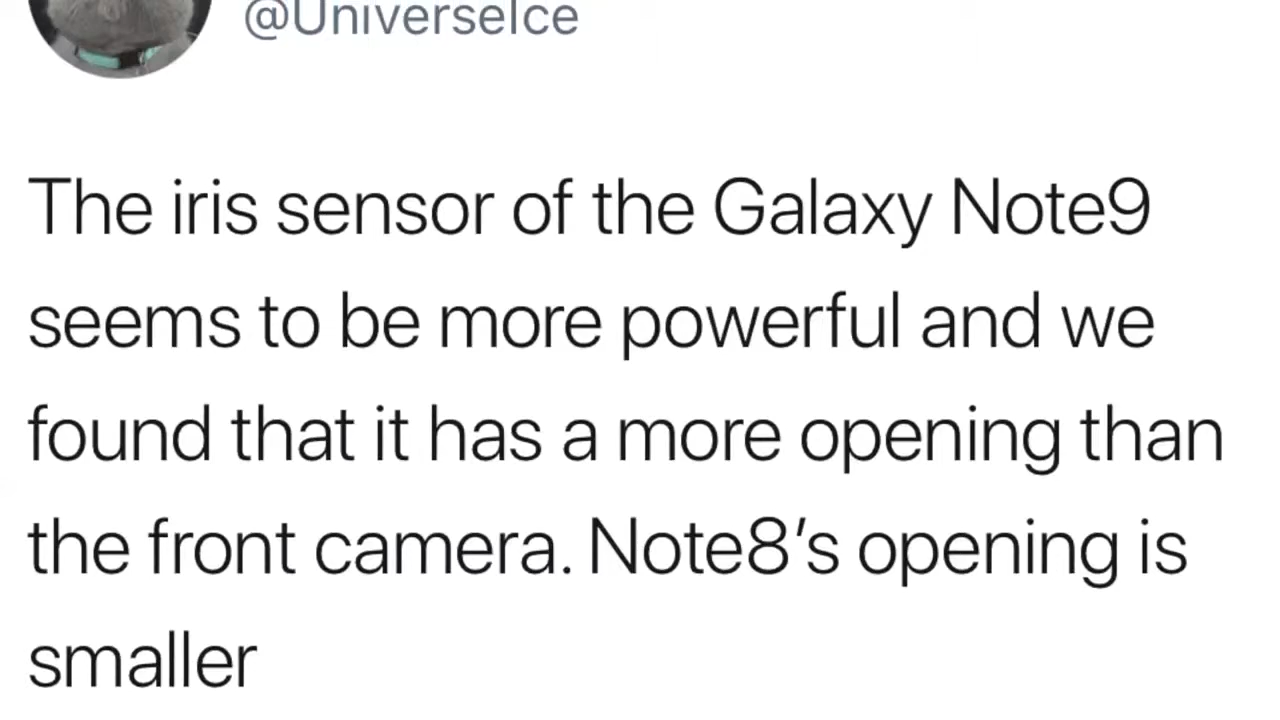 @UniverseIce
The iris sensor of the Galaxy Note9
seems to be more powerful and we
found that it has a more opening than
the front camera. Note8’s opening is
smaller